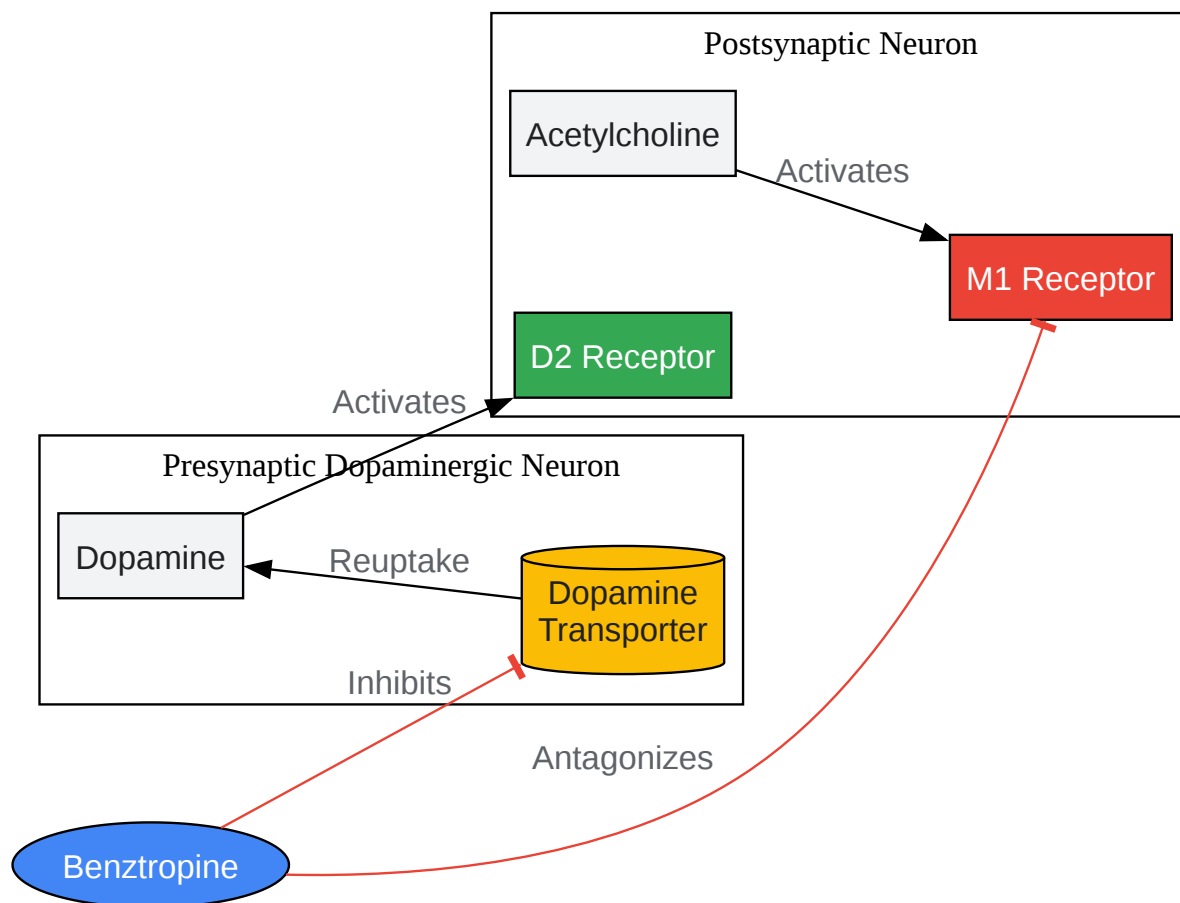 Postsynaptic Neuron
Acetylcholine
Activates
M1 Receptor
D2 Receptor
Activates
Presynaptic Dopaminergic Neuron
Dopamine
Reuptake
Dopamine
Transporter
Inhibits
Antagonizes
Benztropine